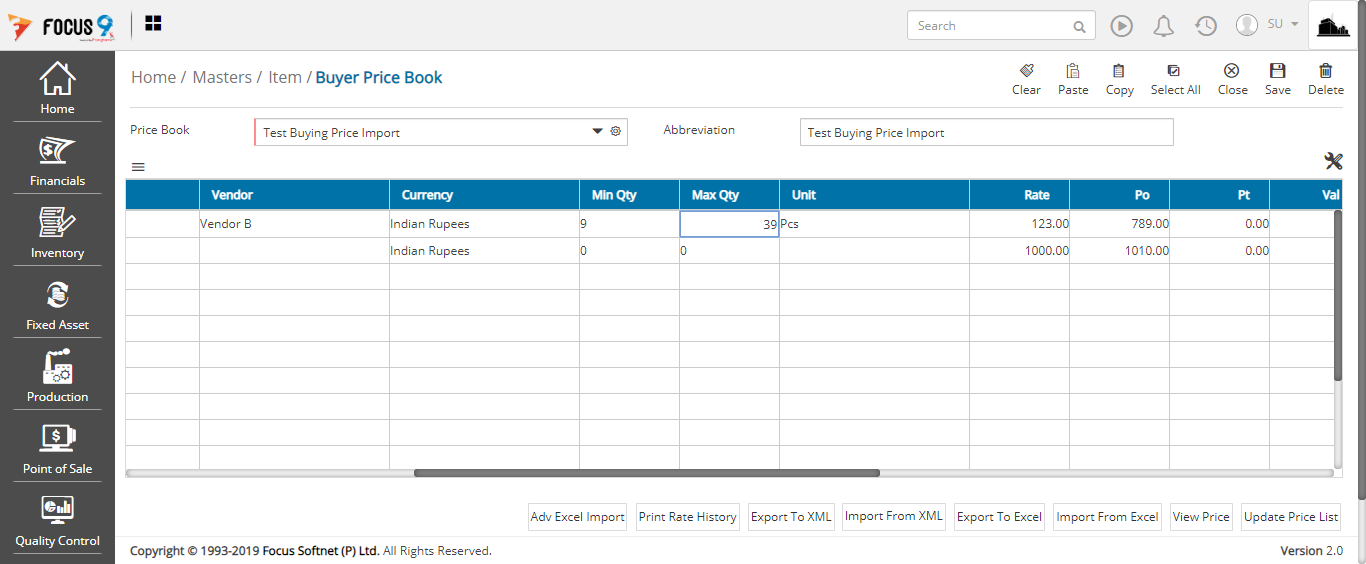 FOCUS 9
Search
SU
Home
Financials
Inventory
Fixed Asset
Production
Point of Sale
Quality Control
Home / Masters / Item / Buyer Price Book
Clear Paste Copy Select All Close Save Delete
Price Book Test Buying Price Import Abbreviation Test Buying Price Import
Vendor Currency Min Qty Max Qty Unit Rate Po Pt Val
Vendor B Indian Rupees 9 39 Pcs 123.00 789.00 0.00
Indian Rupees 0 0 1000.00 1010.00 0.00
Adv Excel Import Print Rate History Export To XML Import From XML Export To Excel Import From Excel View Price Update Price List
Copyright © 1993-2019 Focus Softnet (P) Ltd. All Rights Reserved. Version 2.0